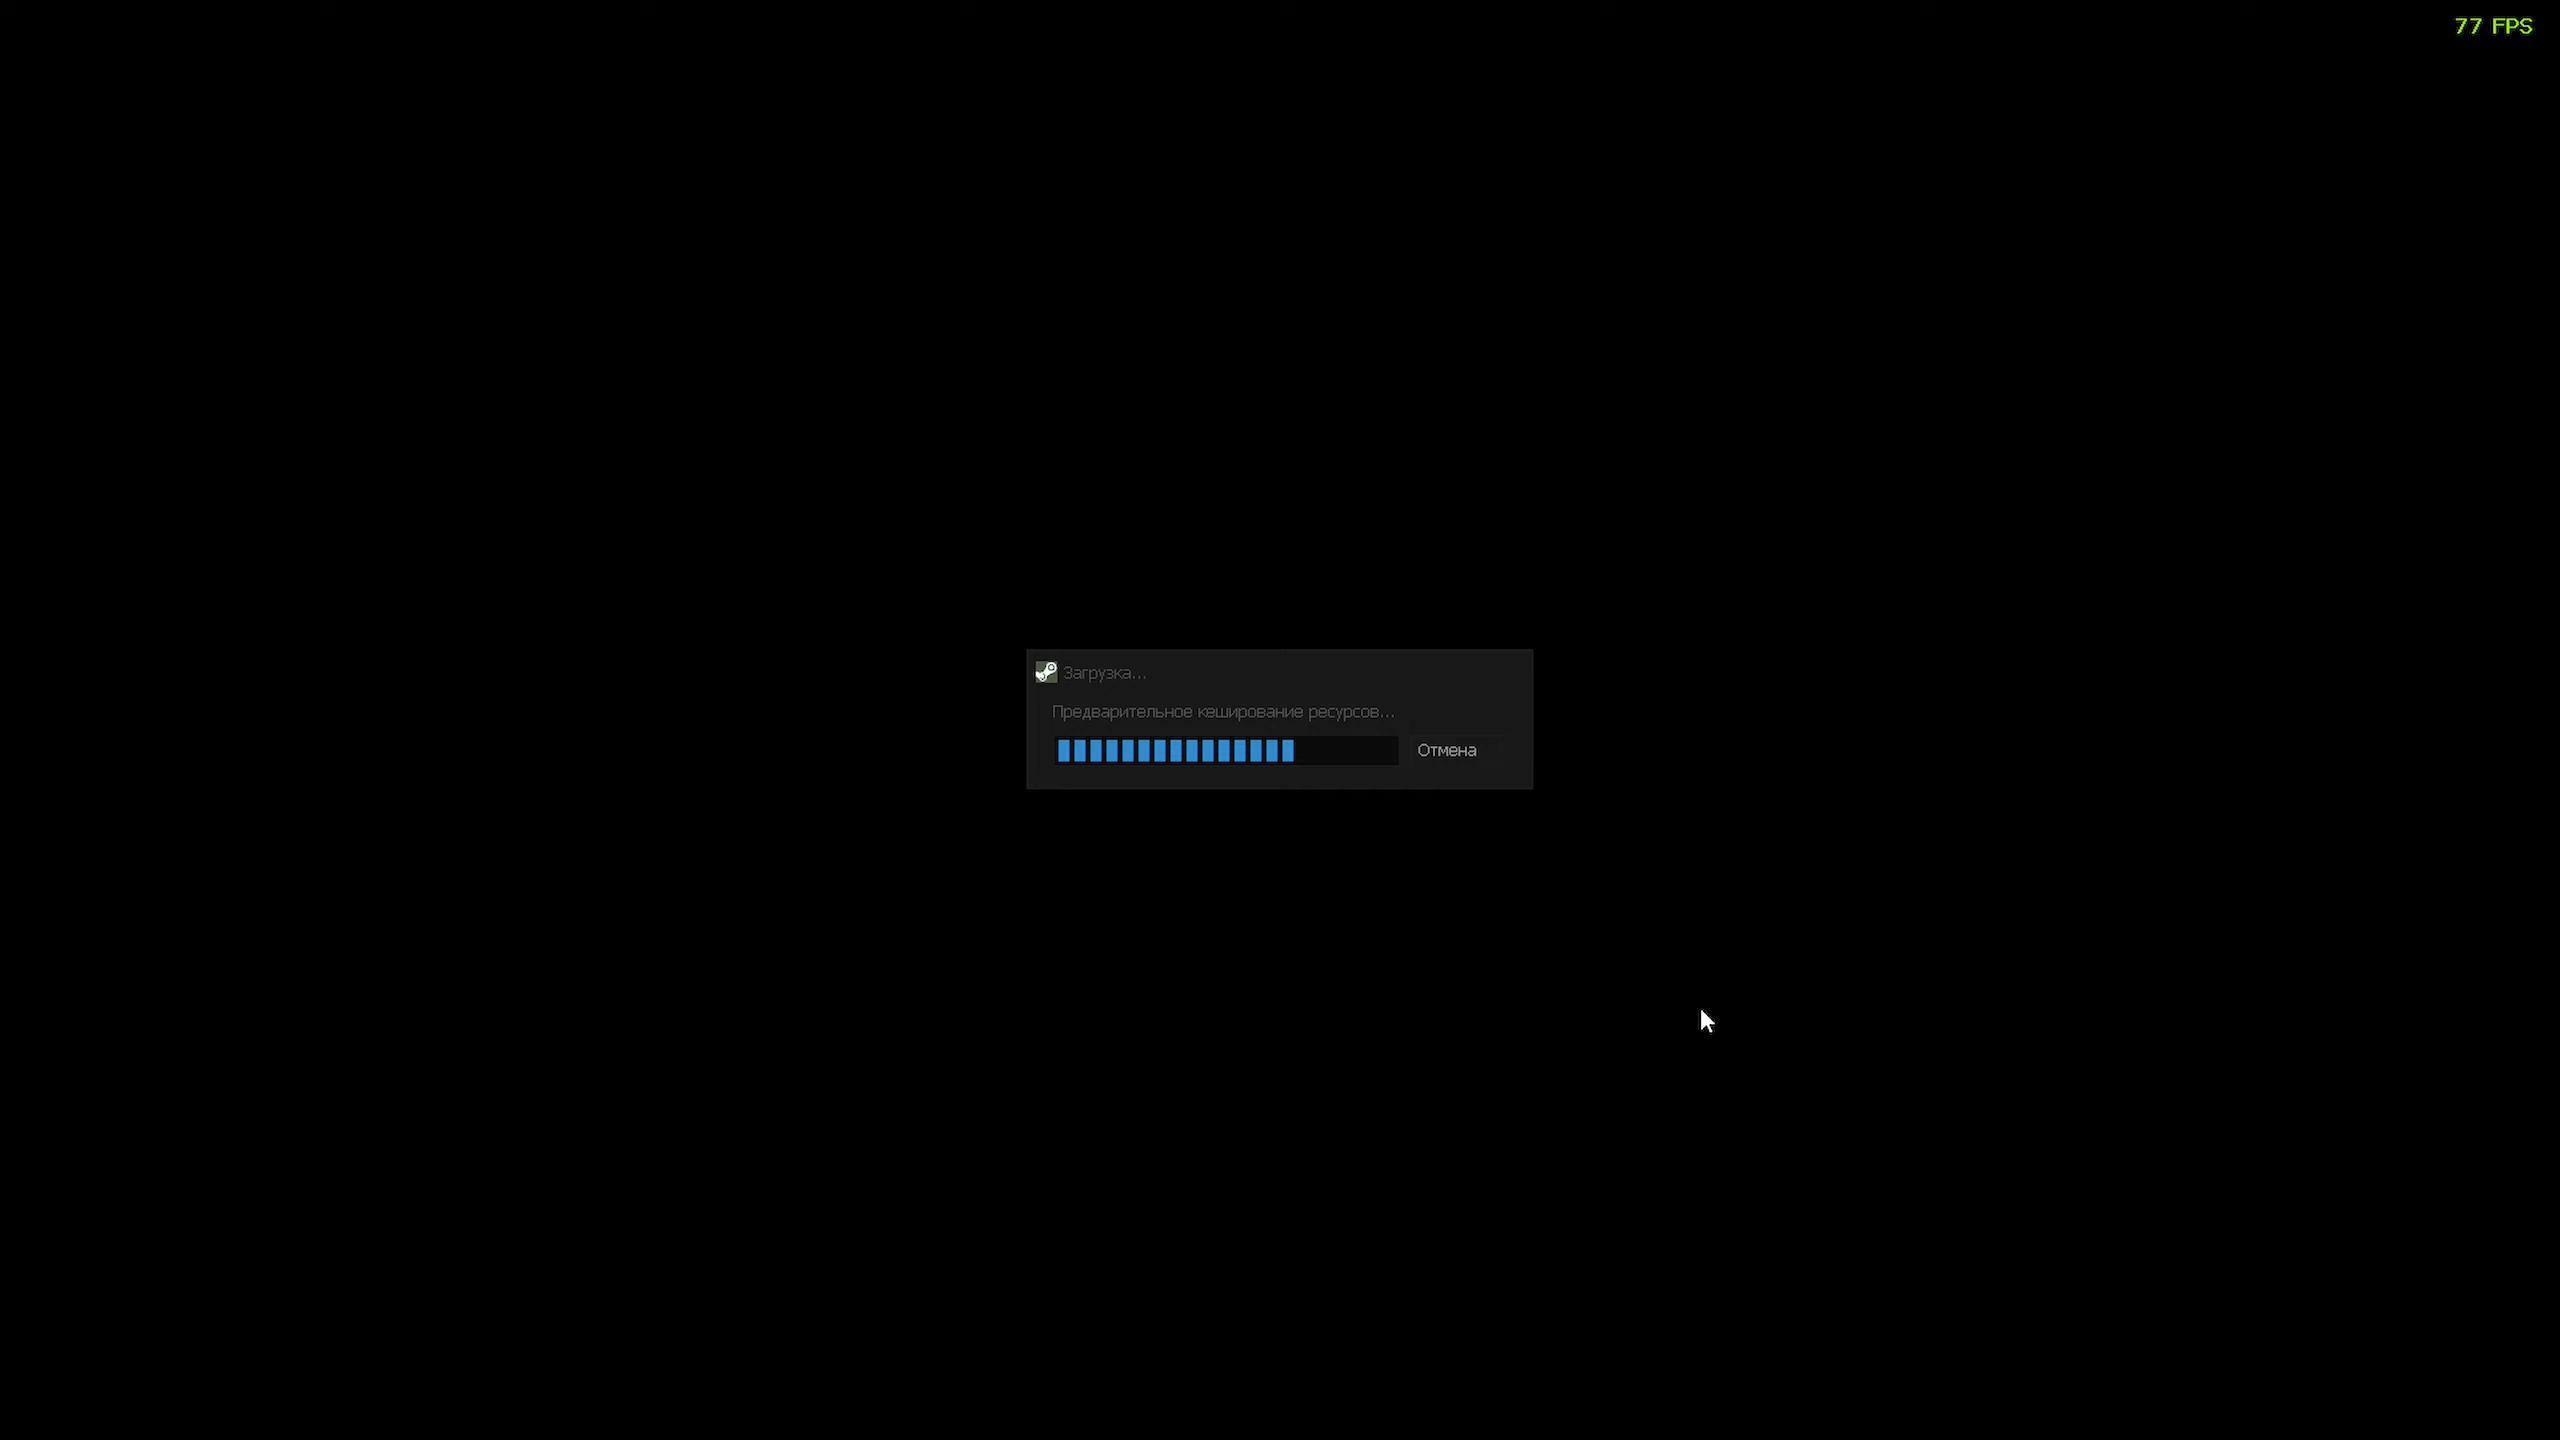 77 FPS
Загрузка...
Предварительное кеширование ресурсов...
Отмена